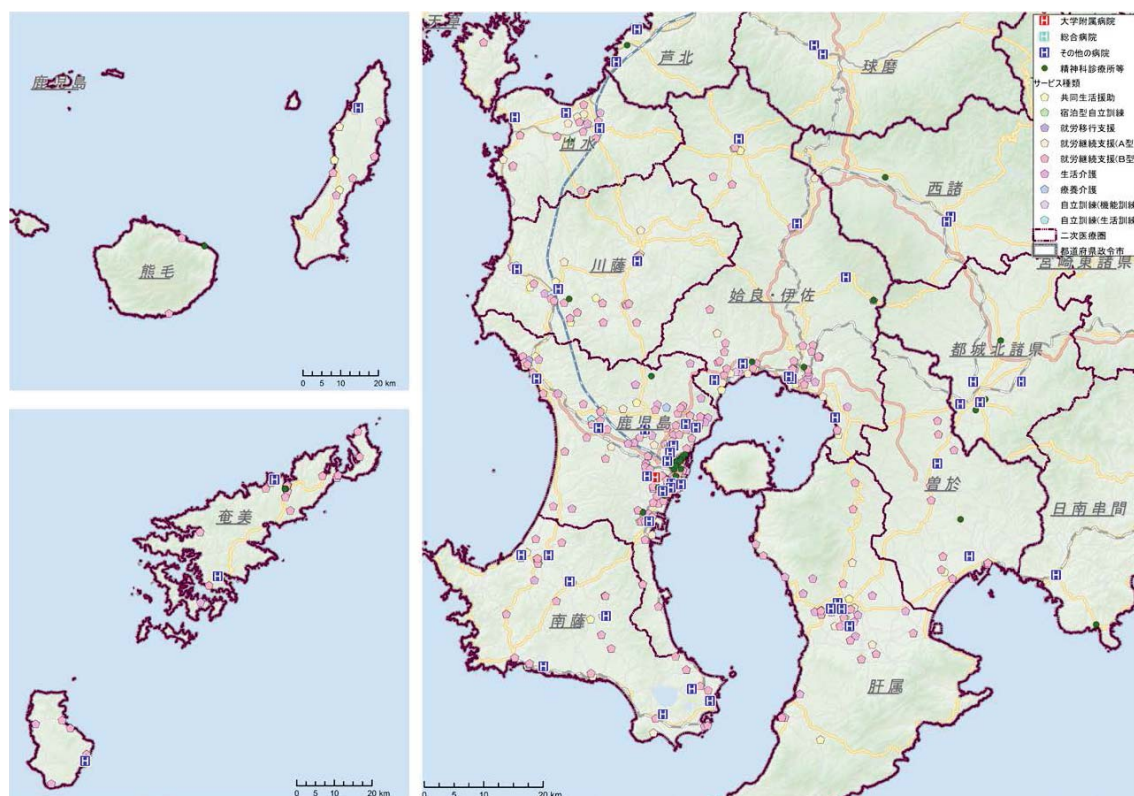 鹿児島
熊毛
0 5 10 20 km
奄美
0 5 10 20 km
天草
芦北
球磨
出水
西諸
川薩
姶良・伊佐
宮崎東諸県
都城北諸県
鹿児島
曽於
日南串間
南薩
肝属
0 5 10 20 km
大学附属病院
総合病院
その他の病院
精神科診療所等
サービス種類
共同生活援助
宿泊型自立訓練
就労移行支援
就労継続支援(A型
就労継続支援(B型
生活介護
療養介護
自立訓練(機能訓練
自立訓練(生活訓練
二次医療圏
都道府県政令市